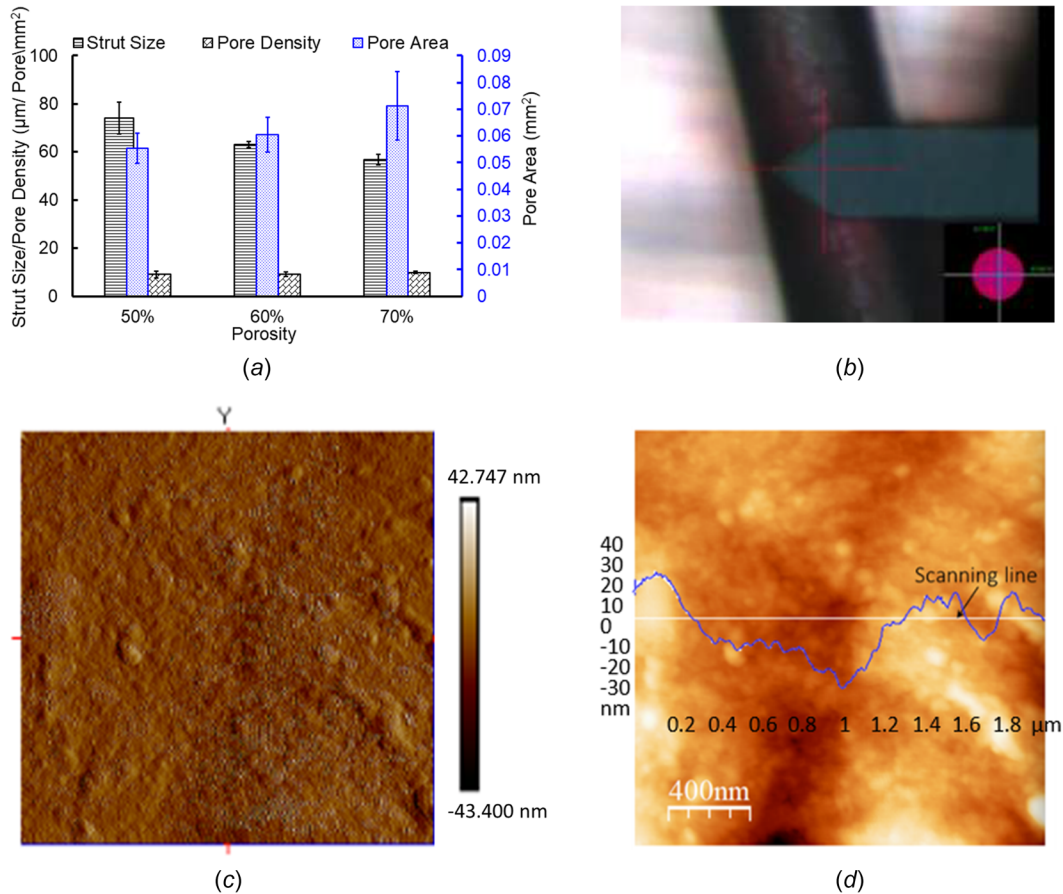 Strut Size Pore Density Pore Area
Strut Size/Pore Density (µm/ Pore\mm²)
100
80
60
40
20
0
0.09
0.08
0.07
0.06
0.05
0.04
0.03
0.02
0.01
0
Pore Area (mm²)
50% 60% 70%
Porosity
(a)
(b)
Y
42.747 nm
-43.400 nm
(c)
40
30
20
10
0
-10
-20
-30
nm
Scanning line
0.2 0.4 0.6 0.8 1 1.2 1.4 1.6 1.8 µm
400nm
(d)